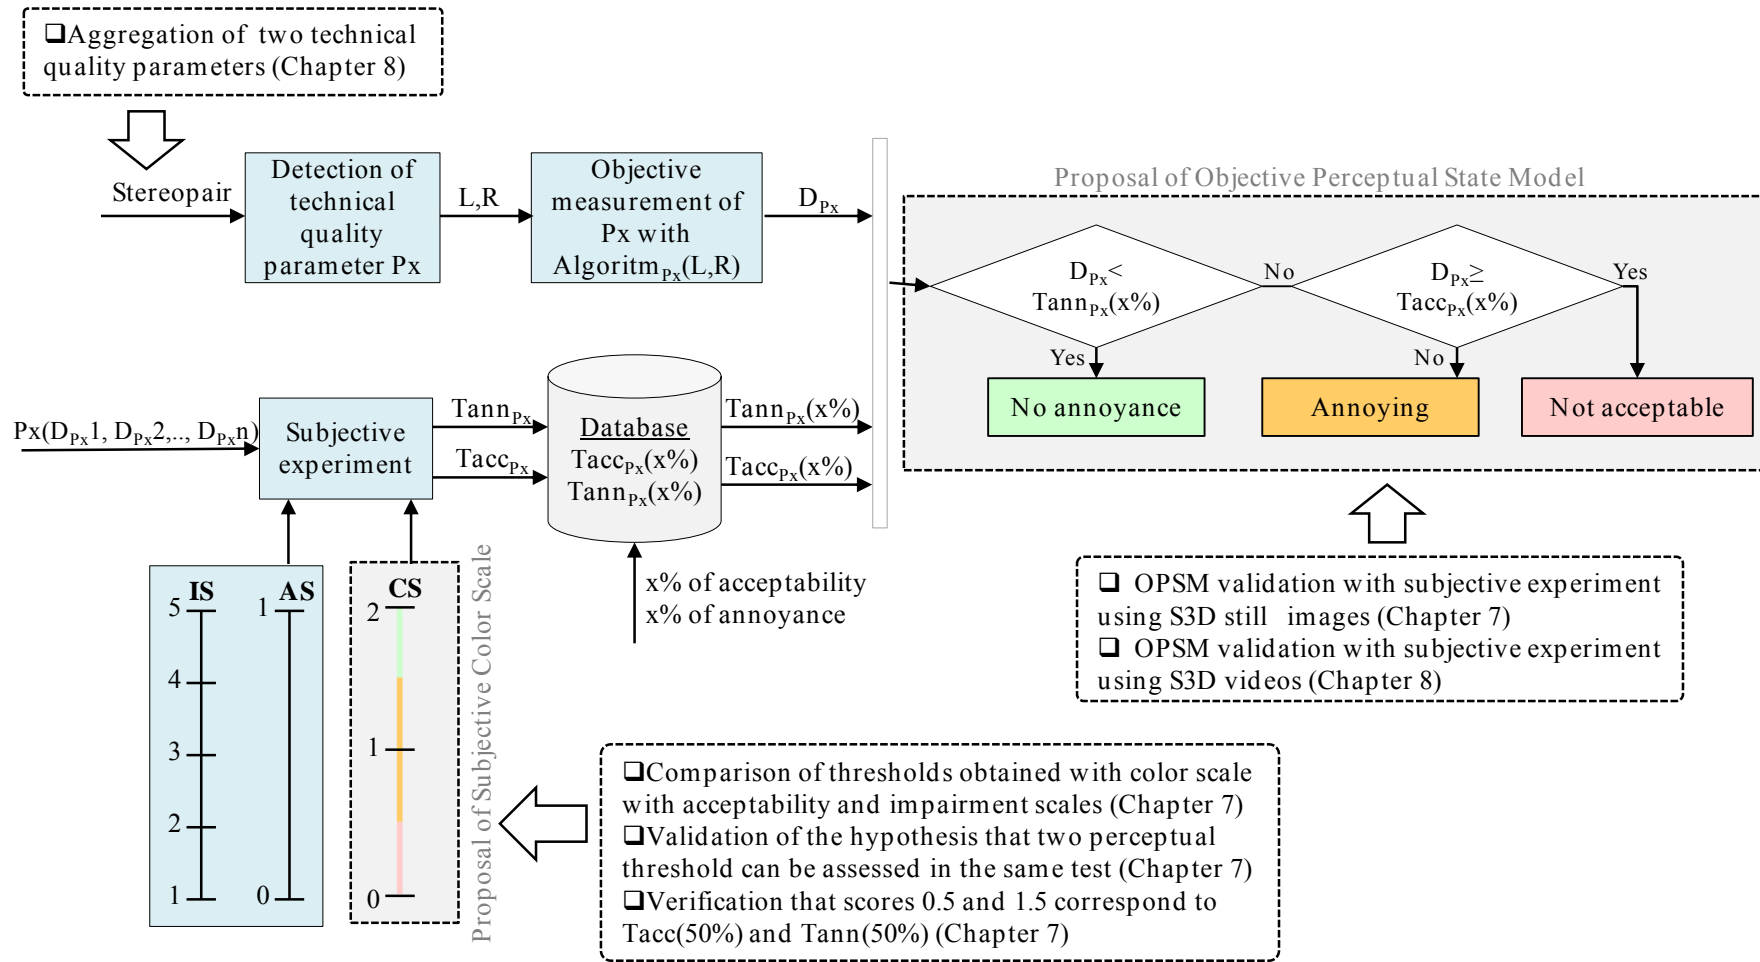 ❑Aggregation of two technical
quality parameters (Chapter 8)
Stereopair
Detection of
technical
quality
parameter Px
L,R
Objective
measurement of
Px with
Algoritm_Px(L,R)
D_Px
Proposal of Objective Perceptual State Model
D_Px<
Tann_Px(x%)
No
D_Px≥
Tacc_Px(x%)
Yes
Yes
No
No annoyance
Annoying
Not acceptable
Px(D_Px1, D_Px2,.., D_Pxn)
Subjective
experiment
Tann_Px
Tacc_Px
Database
Tacc_Px(x%)
Tann_Px(x%)
Tann_Px(x%)
Tacc_Px(x%)
x% of acceptability
x% of annoyance
IS
5
4
3
2
1
AS
1
0
CS
2
1
0
Proposal of Subjective Color Scale
❑ OPSM validation with subjective experiment
using S3D still images (Chapter 7)
❑ OPSM validation with subjective experiment
using S3D videos (Chapter 8)
❑Comparison of thresholds obtained with color scale
with acceptability and impairment scales (Chapter 7)
❑Validation of the hypothesis that two perceptual
threshold can be assessed in the same test (Chapter 7)
❑Verification that scores 0.5 and 1.5 correspond to
Tacc(50%) and Tann(50%) (Chapter 7)